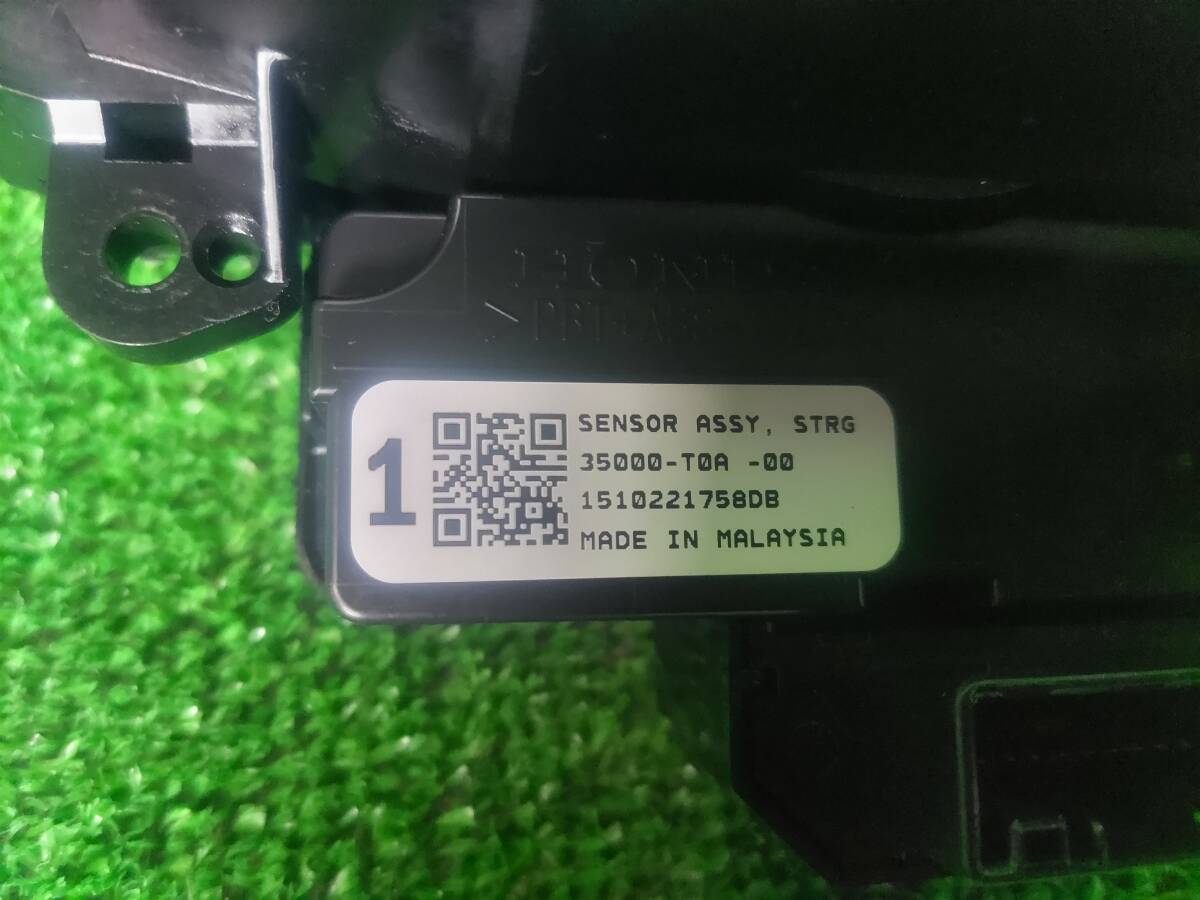 1
SENSOR ASSY, STRG
35000-T0A -00
1510221758DB
MADE IN MALAYSIA